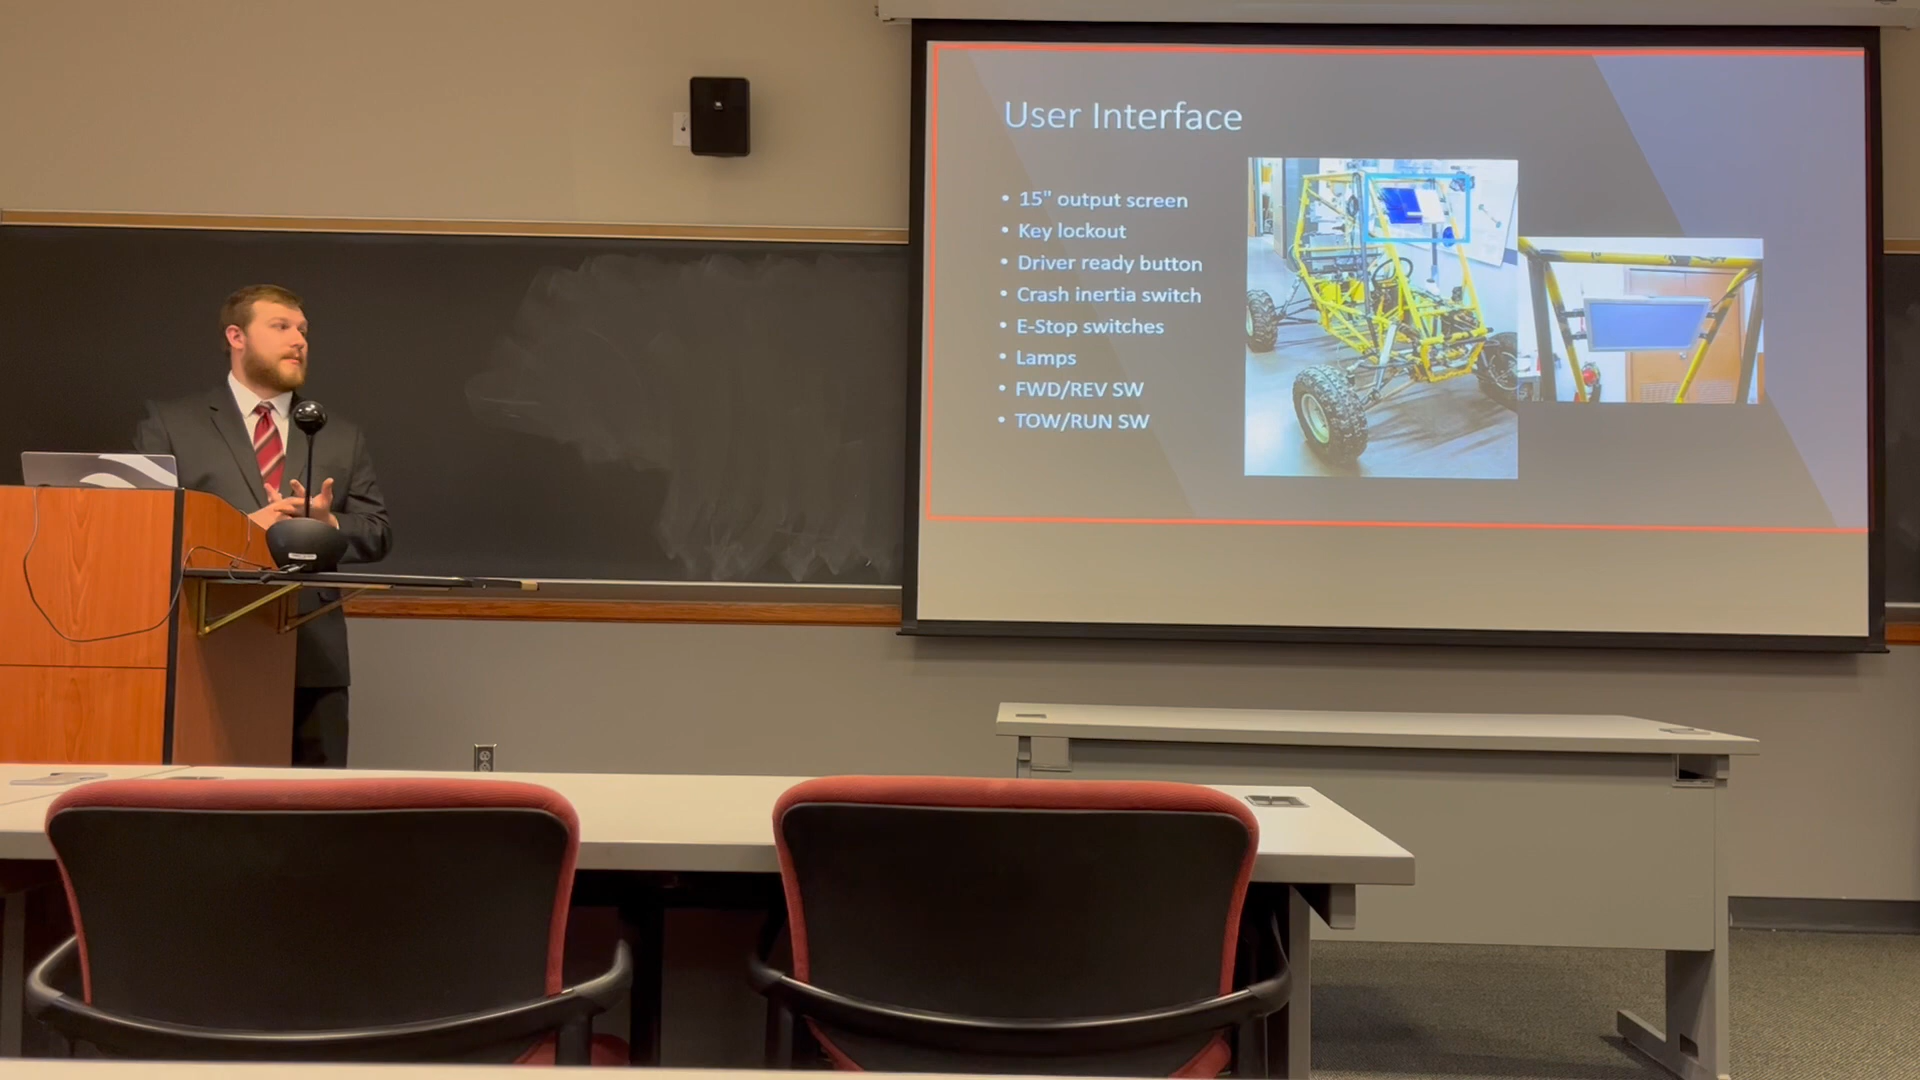 User Interface
• 15" output screen
• Key lockout
• Driver ready button
• Crash inertia switch
• E-Stop switches
• Lamps
• FWD/REV SW
• TOW/RUN SW